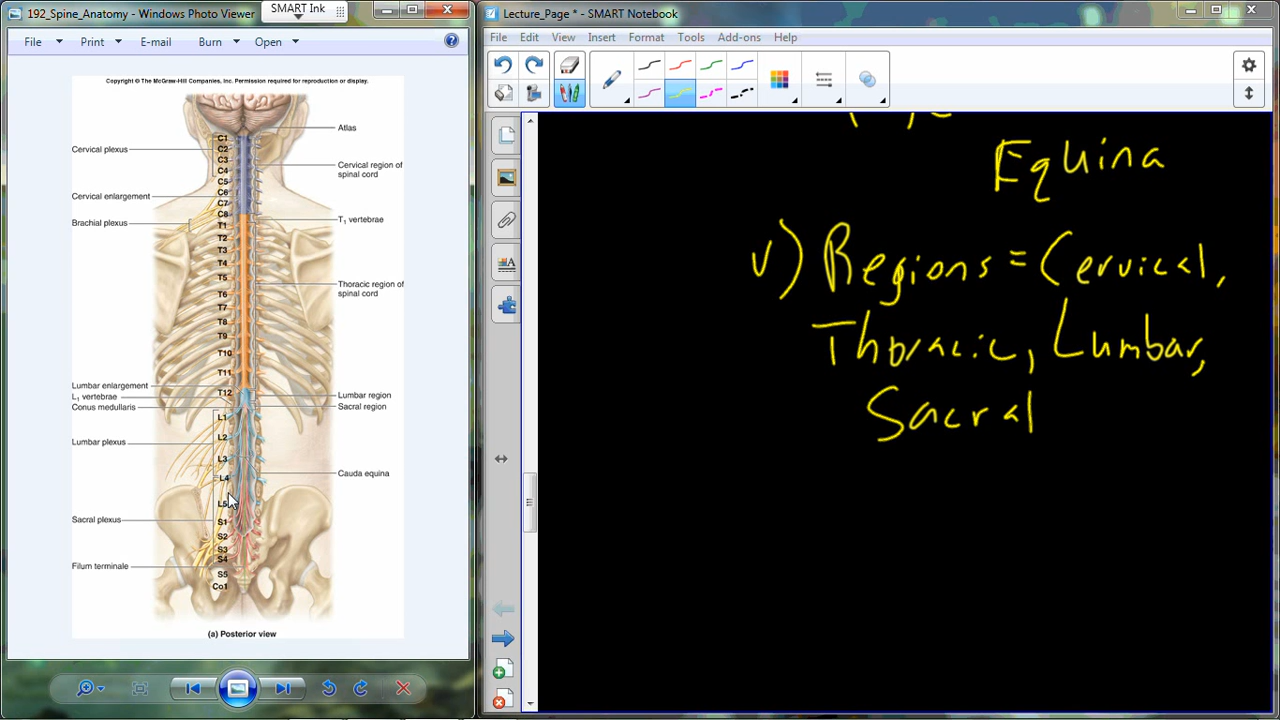 192_Spine_Anatomy - Windows Photo Viewer
SMART Ink
File Print E-mail Burn Open
Copyright © The McGraw-Hill Companies, Inc. Permission required for reproduction or display.
Atlas
Cervical plexus
Cervical region of
spinal cord
Cervical enlargement
Brachial plexus
T1 vertebrae
Thoracic region of
spinal cord
Lumbar enlargement
L1 vertebrae
Conus medullaris
Lumbar region
Sacral region
Lumbar plexus
Cauda equina
Sacral plexus
Filum terminale
C1
C2
C3
C4
C5
C6
C7
C8
T1
T2
T3
T4
T5
T6
T7
T8
T9
T10
T11
T12
L1
L2
L3
L4
L5
S1
S2
S3
S4
S5
Co1
(a) Posterior view
Lecture_Page * - SMART Notebook
File Edit View Insert Format Tools Add-ons Help
Equina
v) Regions = Cervical,
Thoracic, Lumbar,
Sacral